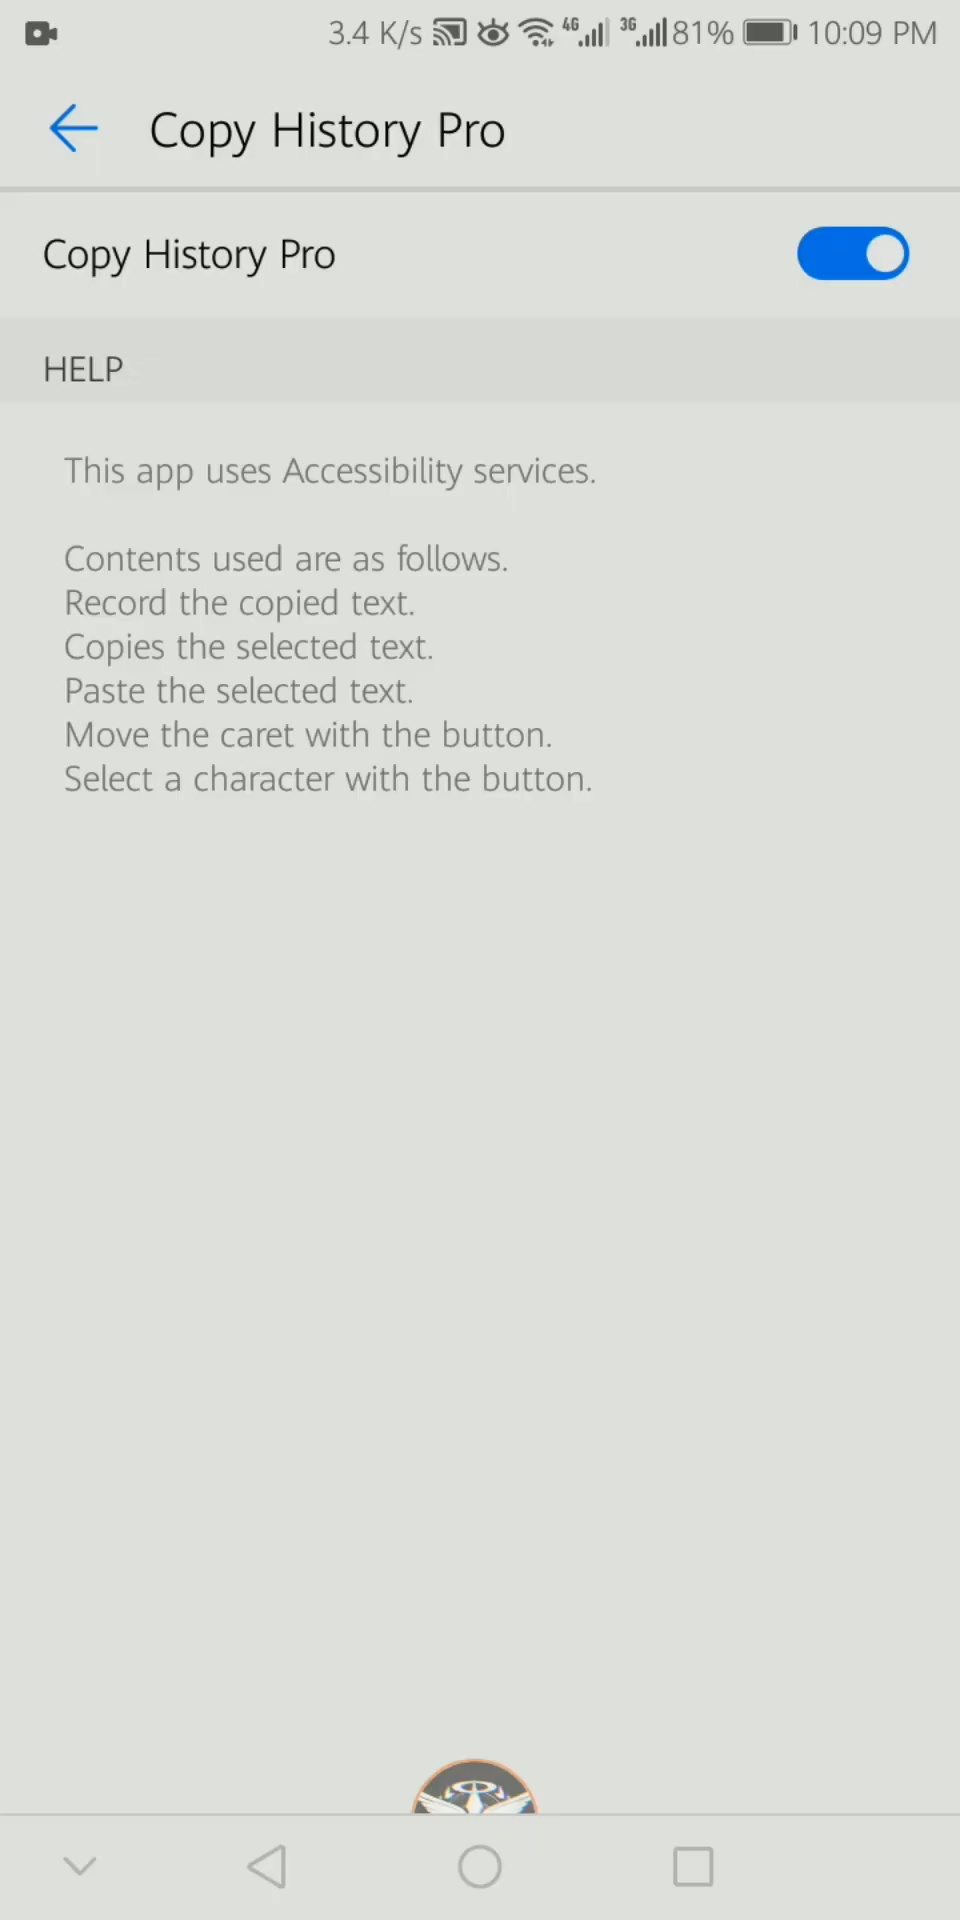 3.4 K/s 4G 3G 81% 10:09 PM
Copy History Pro
Copy History Pro
HELP
This app uses Accessibility services.
Contents used are as follows.
Record the copied text.
Copies the selected text.
Paste the selected text.
Move the caret with the button.
Select a character with the button.